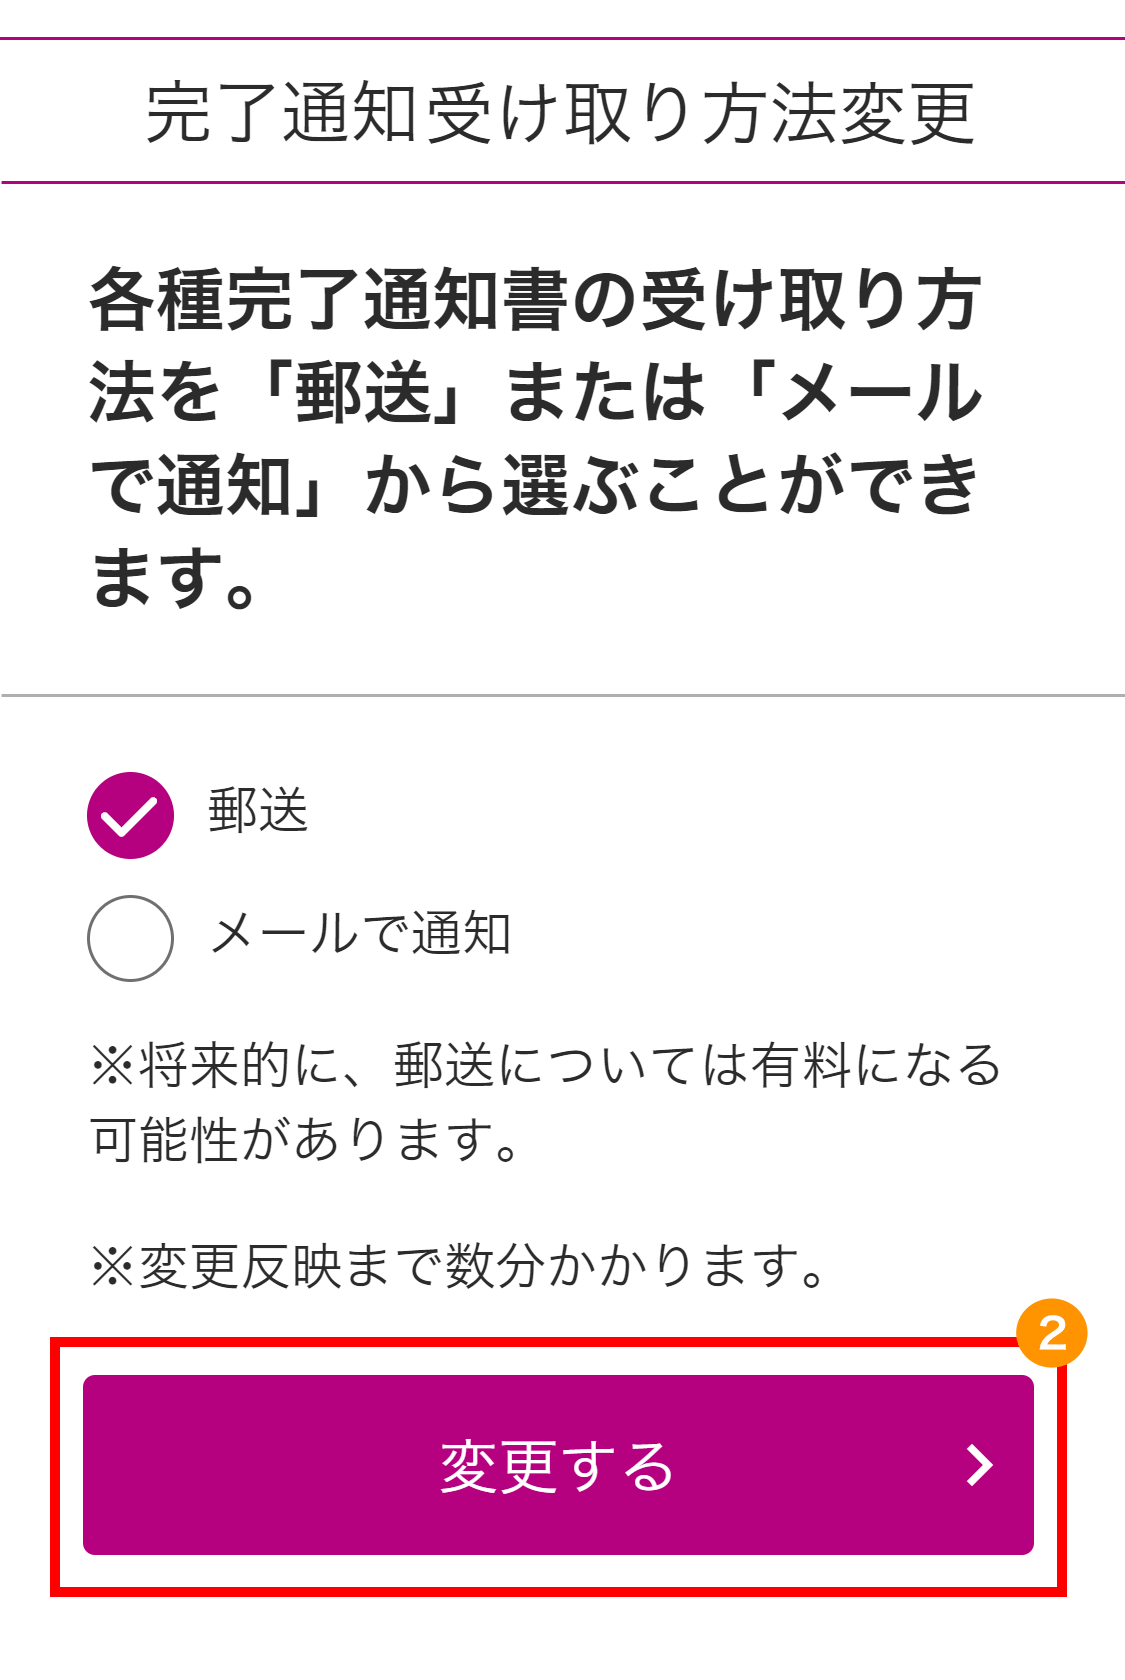 完了通知受け取り方法変更
各種完了通知書の受け取り方
法を「郵送」または「メール
で通知」から選ぶことができ
ます。
郵送
メールで通知
※将来的に、郵送については有料になる
可能性があります。
※変更反映まで数分かかります。
2
変更する